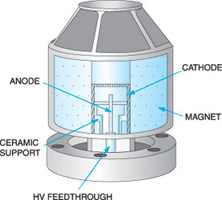 ANODE
CATHODE
MAGNET
CERAMIC
SUPPORT
HV FEEDTHROUGH